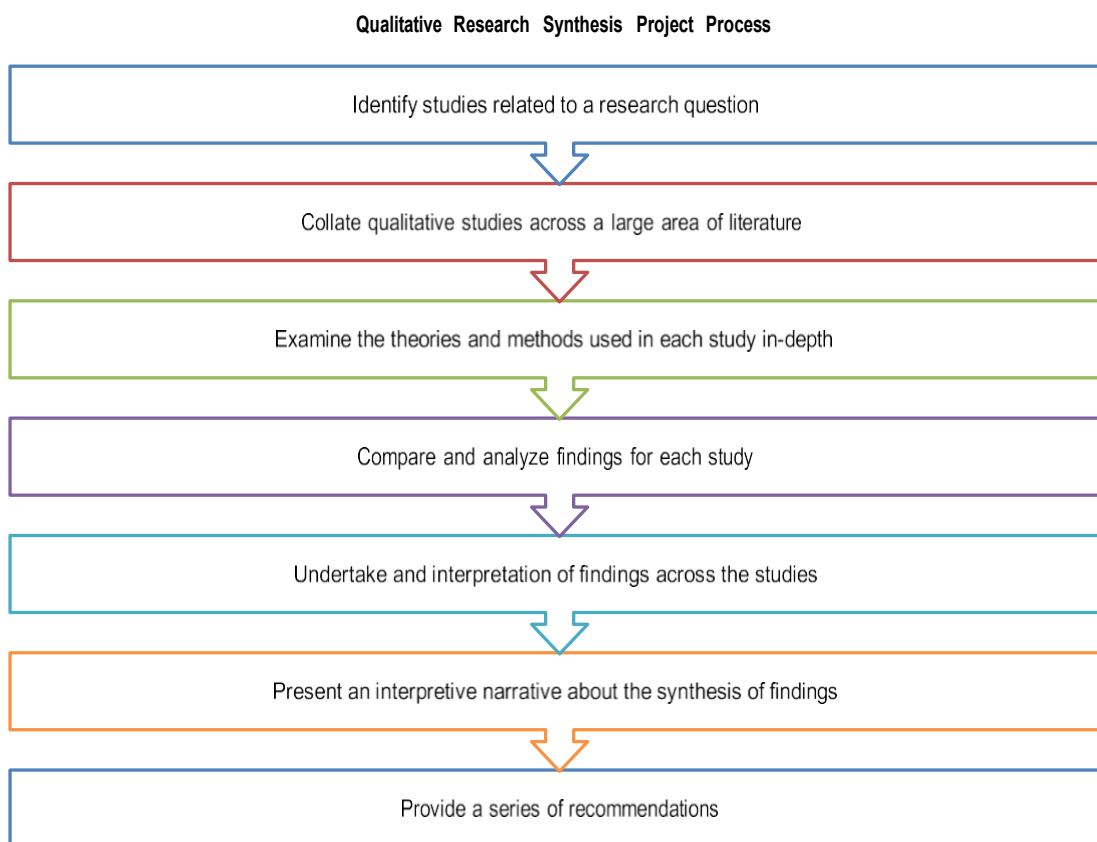 Qualitative Research Synthesis Project Process
Identify studies related to a research question
Collate qualitative studies across a large area of literature
Examine the theories and methods used in each study in-depth
Compare and analyze findings for each study
Undertake and interpretation of findings across the studies
Present an interpretive narrative about the synthesis of findings
Provide a series of recommendations